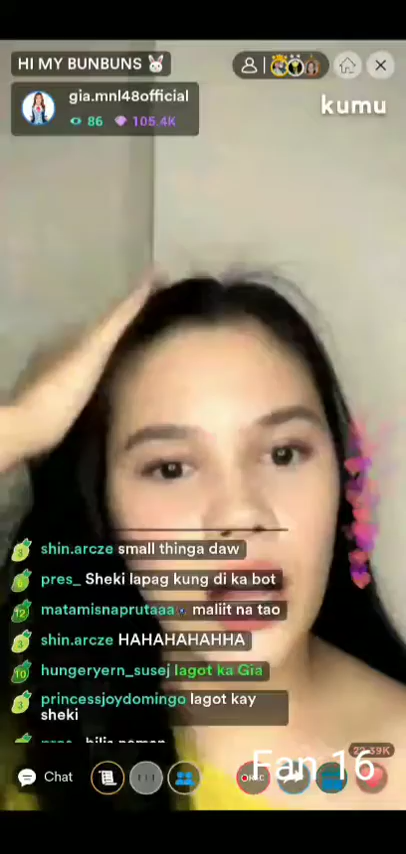 HI MY BUNBUNS 🐰
gia.mnl48official
86 105.4K
kumu
shin.arcze small thinga daw
pres_ Sheki lapag kung di ka bot
matamisnaprutaaa maliit na tao
shin.arcze HAHAHAHAHHA
hungeryern_susej lagot ka Gia
princessjoydomingo lagot kay
sheki
Chat
Fan 16